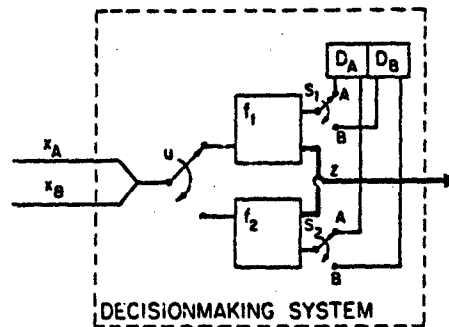 D_A D_B
S_1 A
f_1
B
x_A
u
z
x_B
f_2
S_2 A
B
DECISIONMAKING SYSTEM